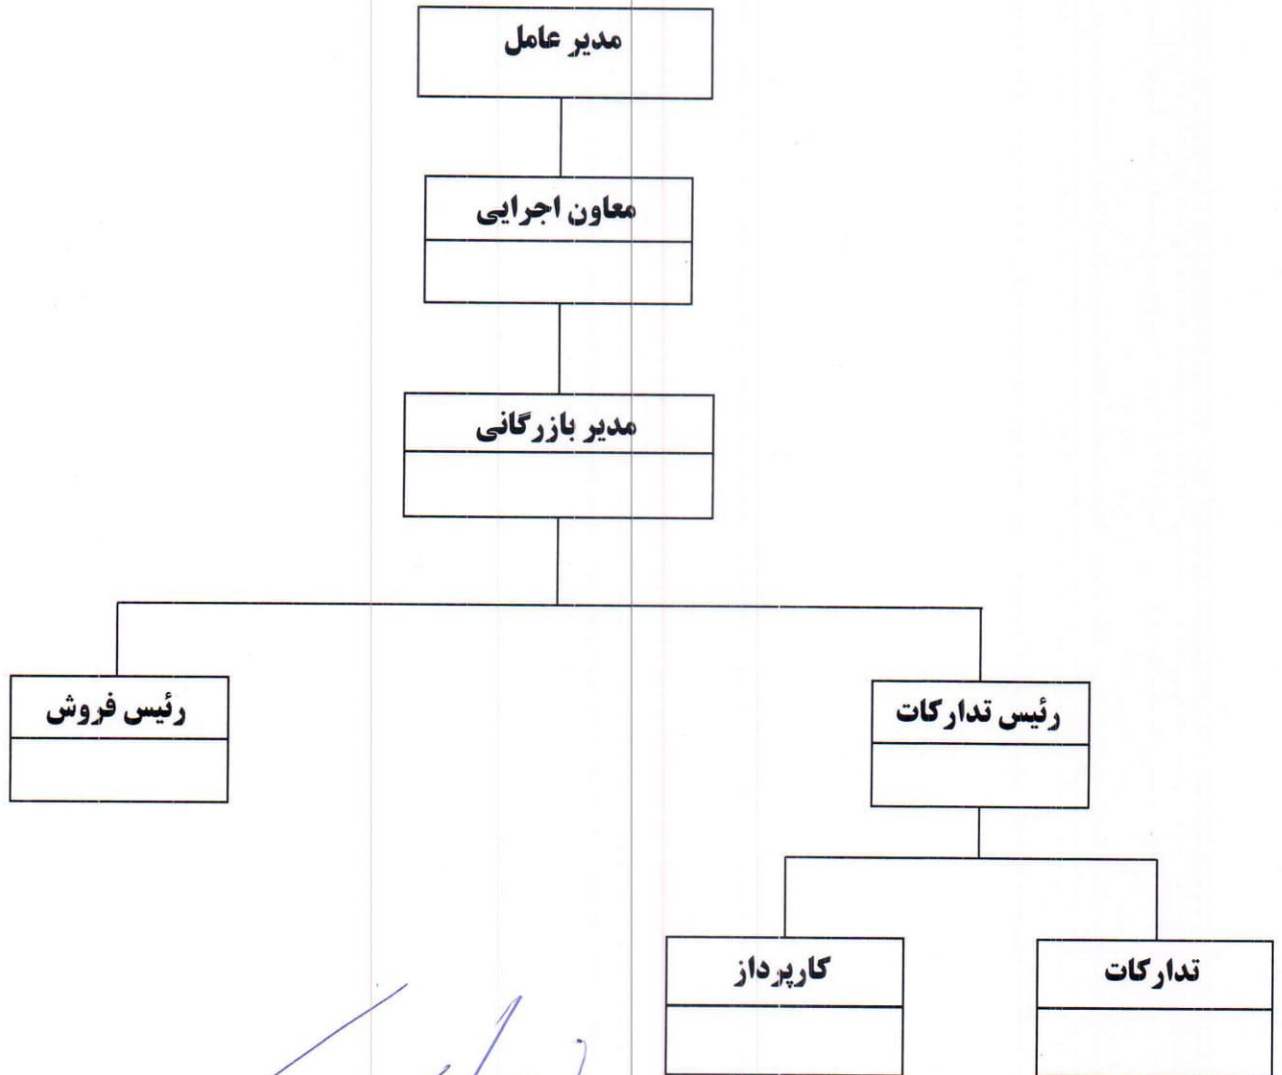 مدیر عامل
معاون اجرایی
مدیر بازرگانی
رئیس تدارکات
رئیس فروش
تدارکات
کارپرداز